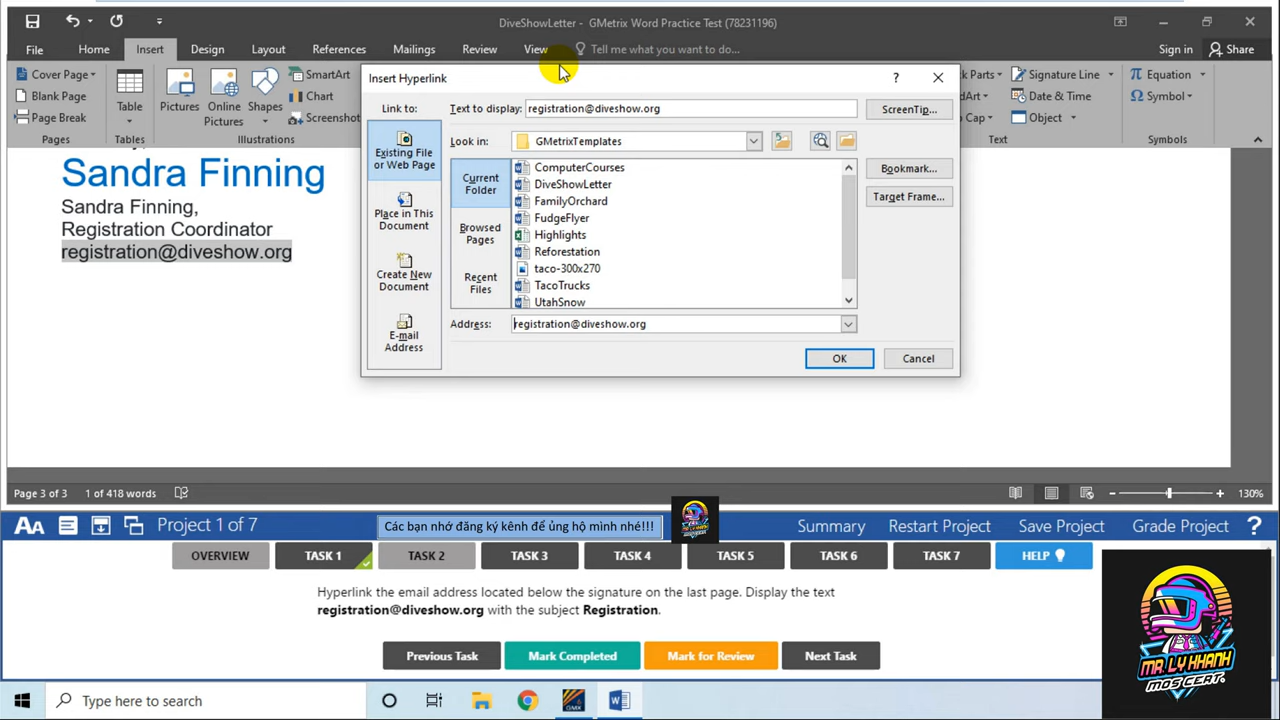 DiveShowLetter - GMetrix Word Practice Test (78231196)
File Home Insert Design Layout References Mailings Review View Tell me what you want to do... Sign in Share
Cover Page
Blank Page
Page Break
Pages
Table
Tables
Pictures
Online Pictures
Shapes
SmartArt
Chart
Screenshot
Illustrations
Signature Line
Date & Time
Object
Text
Equation
Symbol
Symbols
Insert Hyperlink
Link to:
Text to display: registration@diveshow.org
ScreenTip...
Existing File
or Web Page
Look in: GMetrixTemplates
Place in This
Document
Create New
Document
E-mail
Address
Current
Folder
Browsed
Pages
Recent
Files
ComputerCourses
DiveShowLetter
FamilyOrchard
FudgeFlyer
Highlights
Reforestation
taco-300x270
TacoTrucks
UtahSnow
Bookmark...
Target Frame...
Address: registration@diveshow.org
OK Cancel
Sandra Finning
Sandra Finning,
Registration Coordinator
registration@diveshow.org
Page 3 of 3 1 of 418 words 130%
AA Project 1 of 7 Các bạn nhớ đăng ký kênh để ủng hộ mình nhé!!! Summary Restart Project Save Project Grade Project ?
OVERVIEW TASK 1 TASK 2 TASK 3 TASK 4 TASK 5 TASK 6 TASK 7 HELP
Hyperlink the email address located below the signature on the last page. Display the text
registration@diveshow.org with the subject Registration.
Previous Task Mark Completed Mark for Review Next Task
MR. LY KHANH
MOS CERT.
Type here to search